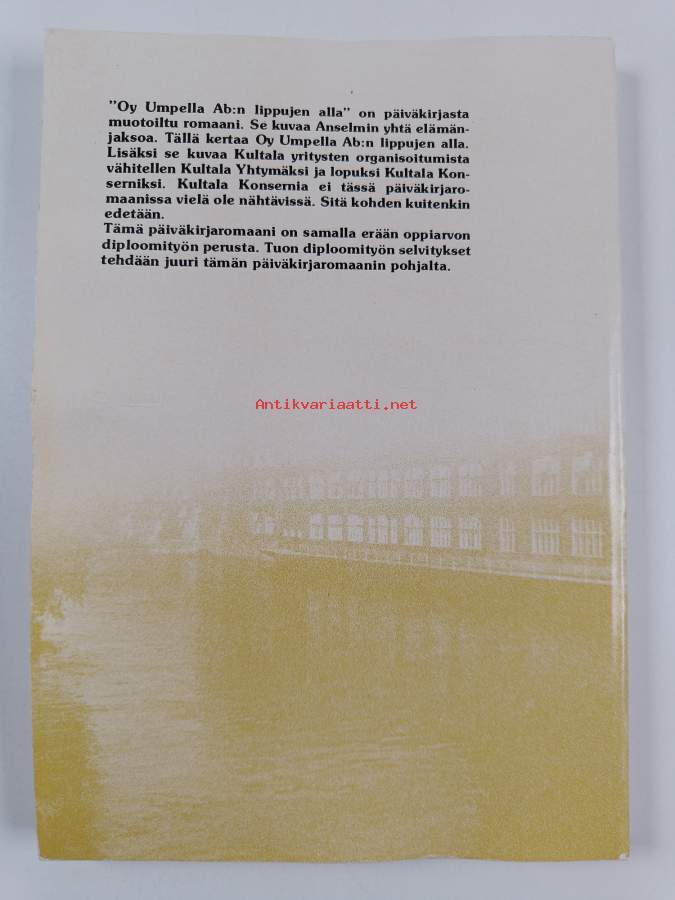 "Oy Umpella Ab:n lippujen alla" on päiväkirjasta
muotoiltu romaani. Se kuvaa Anselmin yhtä elämän-
jaksoa. Tällä kertaa Oy Umpella Ab:n lippujen alla.
Lisäksi se kuvaa Kultala yritysten organisoitumista
vähitellen Kultala Yhtymäksi ja lopuksi Kultala Kon-
serniksi. Kultala Konsernia ei tässä päiväkirjaro-
maanissa vielä ole nähtävissä. Sitä kohden kuitenkin
edetään.
Tämä päiväkirjaromaani on samalla erään oppiarvon
diploomityön perusta. Tuon diploomityön selvitykset
tehdään juuri tämän päiväkirjaromaanin pohjalta.
Antikvariaatti.net